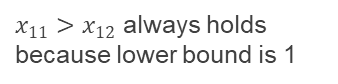 𝑥₁₁ > 𝑥₁₂ always holds
because lower bound is 1